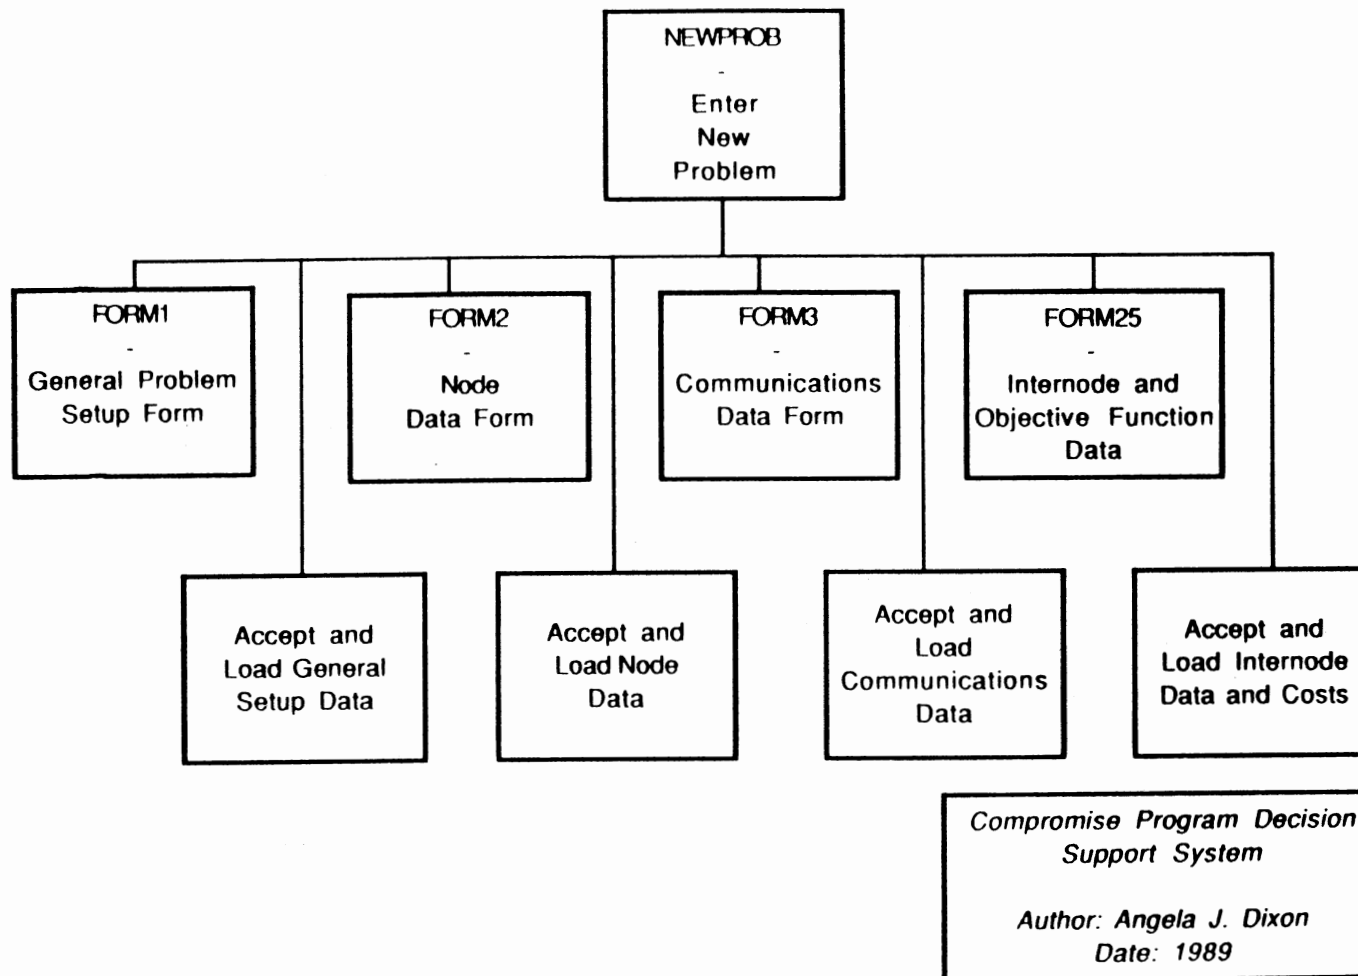 NEWPROB
-
Enter
New
Problem
FORM1
-
General Problem
Setup Form
FORM2
-
Node
Data Form
FORM3
-
Communications
Data Form
FORM25
-
Internode and
Objective Function
Data
Accept and
Load General
Setup Data
Accept and
Load Node
Data
Accept and
Load
Communications
Data
Accept and
Load Internode
Data and Costs
Compromise Program Decision
Support System
Author: Angela J. Dixon
Date: 1989